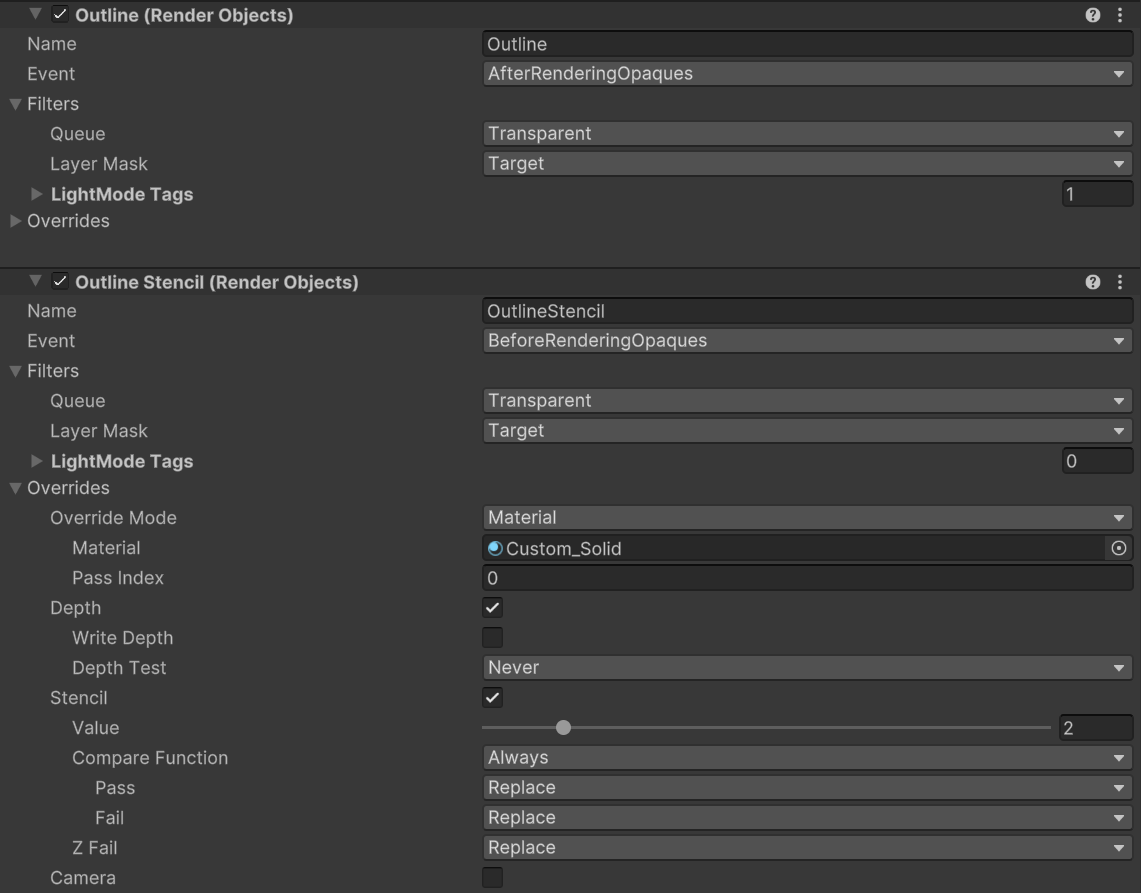 Outline (Render Objects)
Name Outline
Event AfterRenderingOpaques
Filters
Queue Transparent
Layer Mask Target
LightMode Tags 1
Overrides
Outline Stencil (Render Objects)
Name OutlineStencil
Event BeforeRenderingOpaques
Filters
Queue Transparent
Layer Mask Target
LightMode Tags 0
Overrides
Override Mode Material
Material Custom_Solid
Pass Index 0
Depth
Write Depth
Depth Test Never
Stencil
Value 2
Compare Function Always
Pass Replace
Fail Replace
Z Fail Replace
Camera